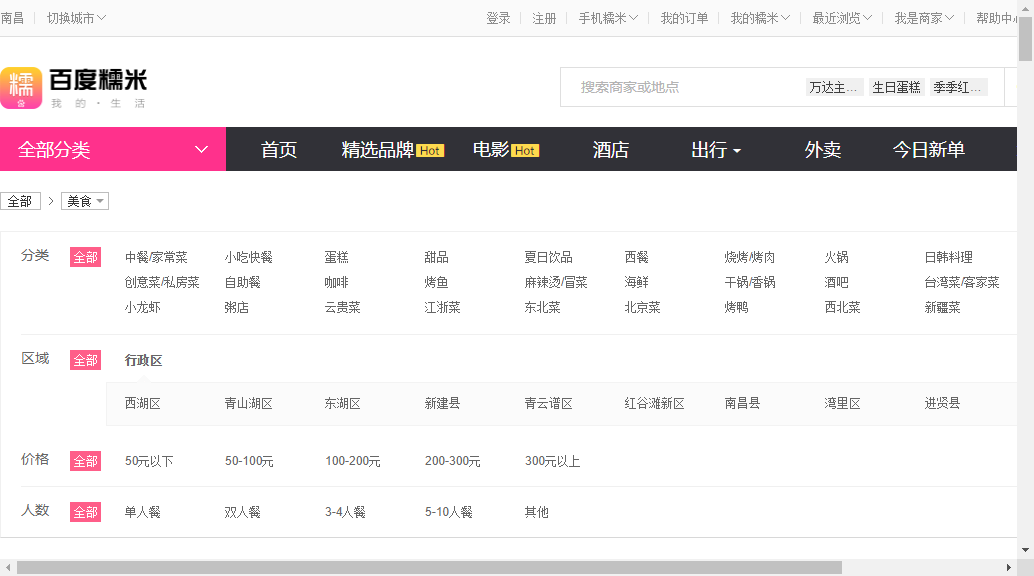 南昌 切换城市 登录 注册 手机糯米 我的订单 我的糯米 最近浏览 我是商家 帮助中心
糯 百度糯米
会 我的·生活
搜索商家或地点 万达主... 生日蛋糕 季季红...
全部分类 首页 精选品牌 Hot 电影 Hot 酒店 出行 外卖 今日新单
全部 > 美食
分类 全部 中餐/家常菜 小吃快餐 蛋糕 甜品 夏日饮品 西餐 烧烤/烤肉 火锅 日韩料理
创意菜/私房菜 自助餐 咖啡 烤鱼 麻辣烫/冒菜 海鲜 干锅/香锅 酒吧 台湾菜/客家菜
小龙虾 粥店 云贵菜 江浙菜 东北菜 北京菜 烤鸭 西北菜 新疆菜
区域 全部 行政区
西湖区 青山湖区 东湖区 新建县 青云谱区 红谷滩新区 南昌县 湾里区 进贤县
价格 全部 50元以下 50-100元 100-200元 200-300元 300元以上
人数 全部 单人餐 双人餐 3-4人餐 5-10人餐 其他